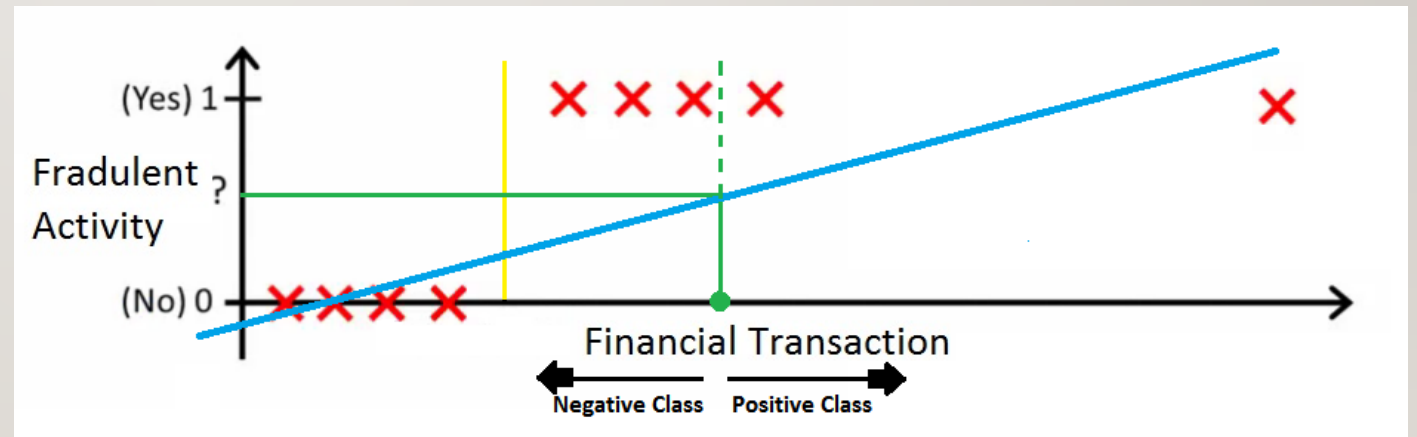 (Yes) 1
Fradulent ?
Activity
(No) 0
Financial Transaction
Negative Class Positive Class